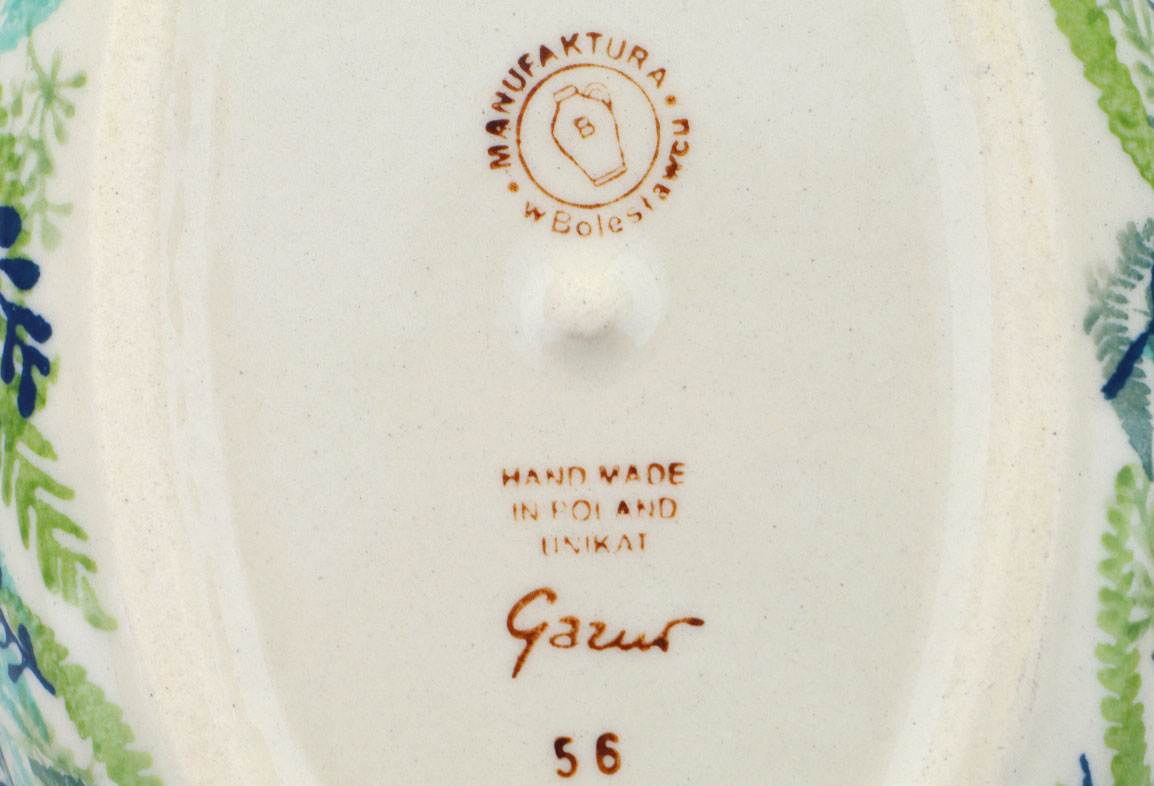 MANUFAKTURA
w Bolesławcu
B
HAND MADE
IN POLAND
UNIKAT
Gazur
56